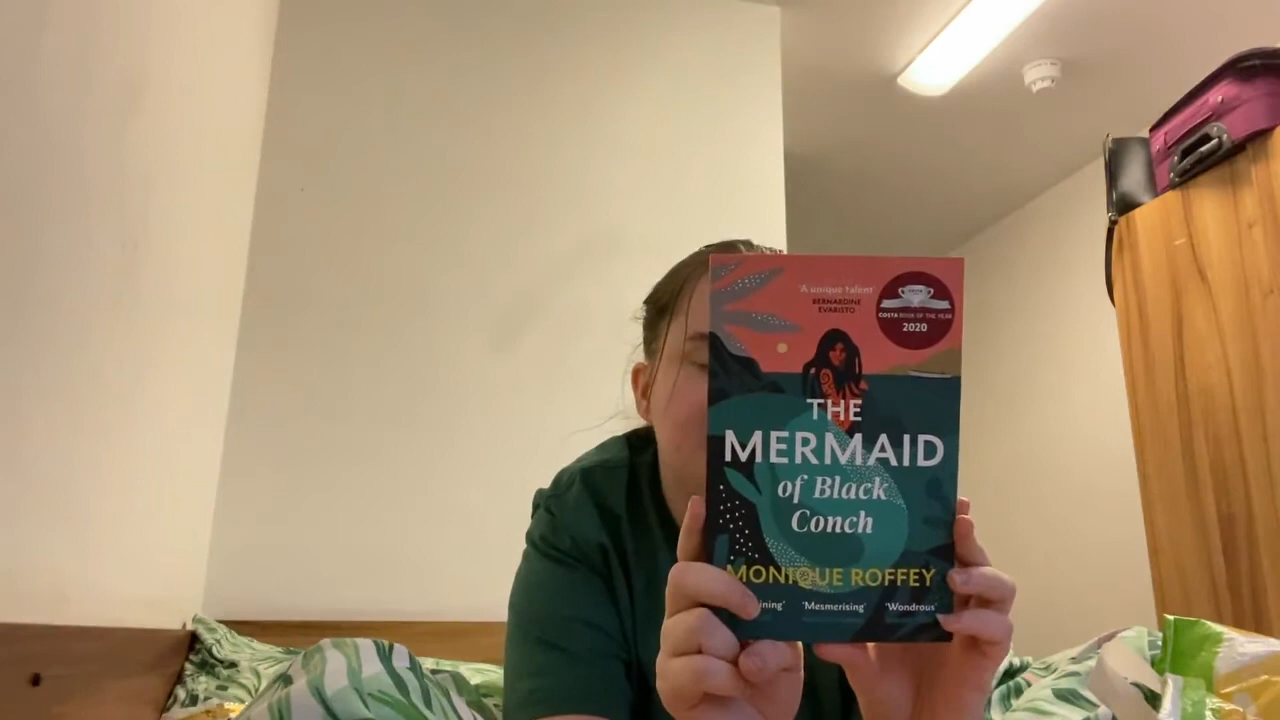 'A unique talent'
BERNARDINE
EVARISTO
COSTA BOOK OF THE YEAR
2020
THE
MERMAID
of Black
Conch
MONIQUE ROFFEY
'Mesmerising' 'Wondrous'